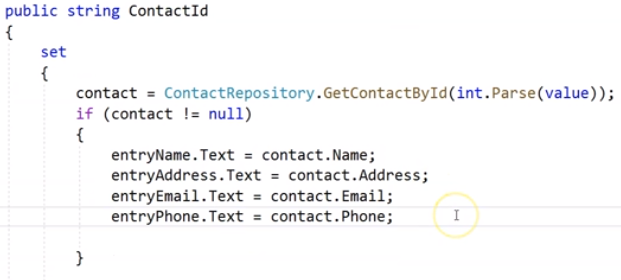 public string ContactId
{
set
{
contact = ContactRepository.GetContactById(int.Parse(value));
if (contact != null)
{
entryName.Text = contact.Name;
entryAddress.Text = contact.Address;
entryEmail.Text = contact.Email;
entryPhone.Text = contact.Phone;
}